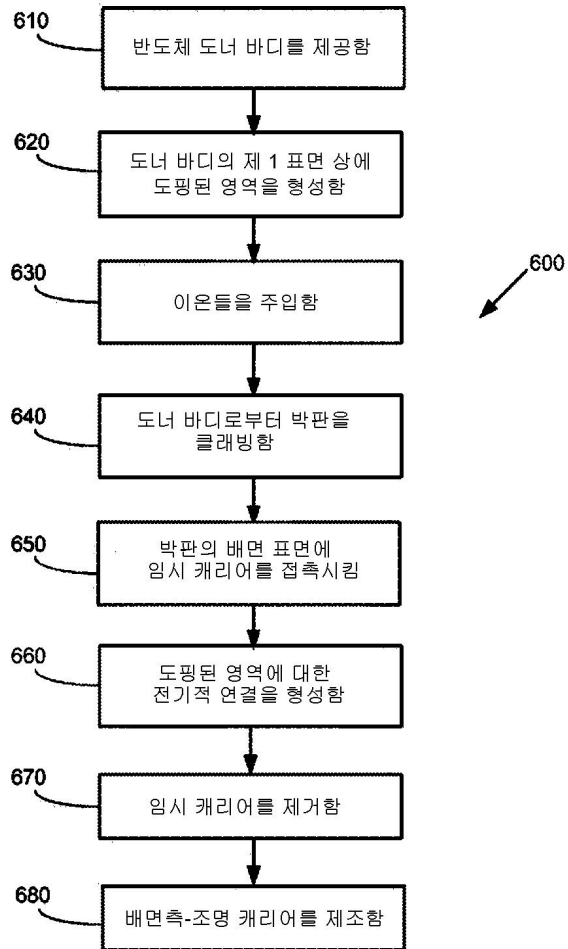 610
반도체 도너 바디를 제공함
620
도너 바디의 제 1 표면 상에
도핑된 영역을 형성함
630
이온들을 주입함
600
640
도너 바디로부터 박판을
클래빙함
650
박판의 배면 표면에
임시 캐리어를 접촉시킴
660
도핑된 영역에 대한
전기적 연결을 형성함
670
임시 캐리어를 제거함
680
배면측-조명 캐리어를 제조함